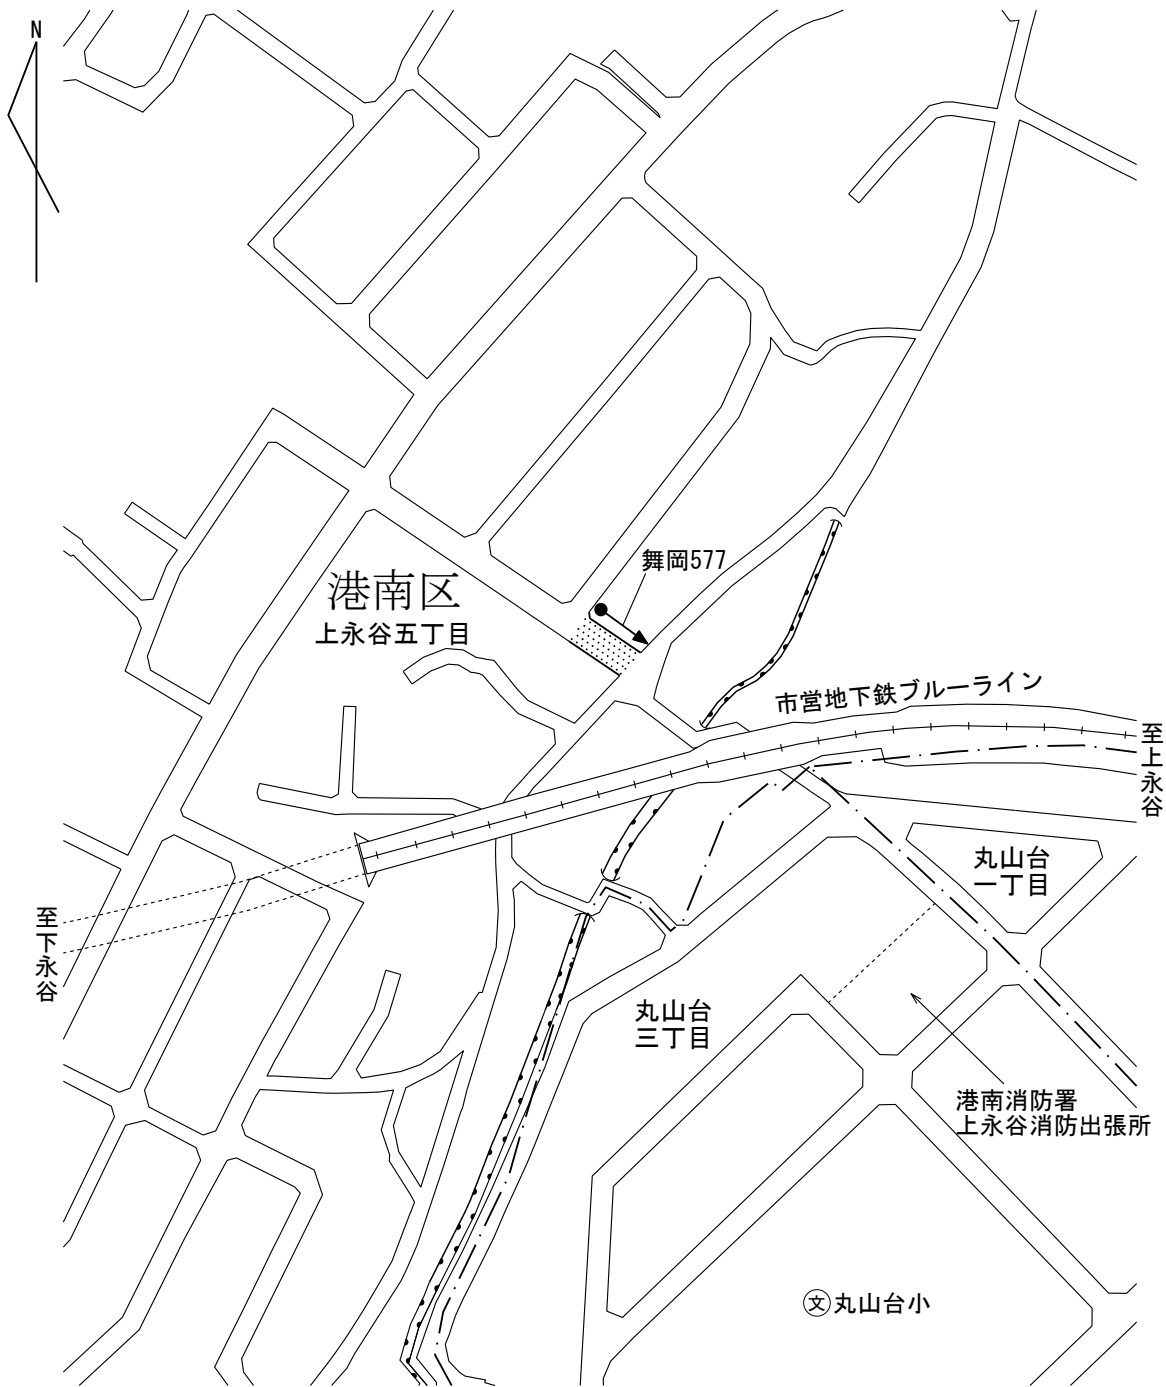 N
舞岡577
港南区
上永谷五丁目
市営地下鉄ブルーライン
至上永谷
丸山台
一丁目
至下永谷
丸山台
三丁目
港南消防署
上永谷消防出張所
文丸山台小